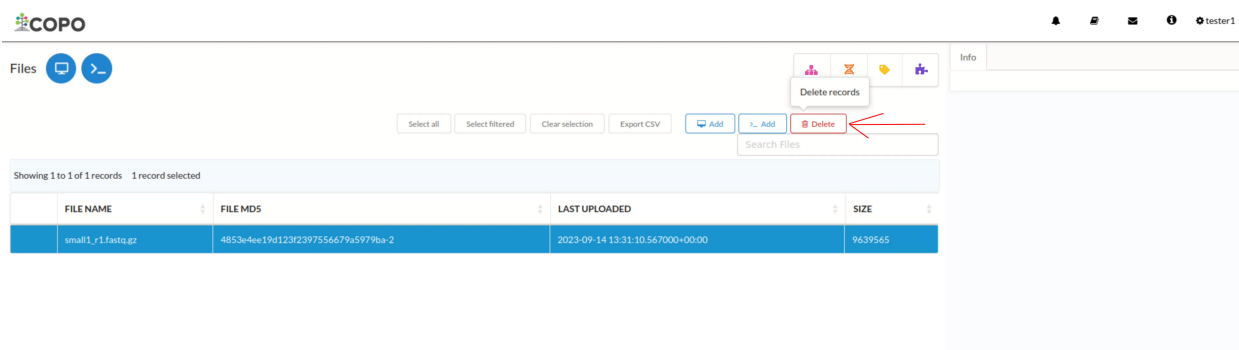 COPO
tester1
Files
Info
Delete records
Select all Select filtered Clear selection Export CSV Add >_ Add Delete
Search Files
Showing 1 to 1 of 1 records 1 record selected
FILE NAME FILE MD5 LAST UPLOADED SIZE
small1_r1.fastq.gz 4853e4ee19d123f2397556679a5979ba-2 2023-09-14 13:31:10.567000+00:00 9639565